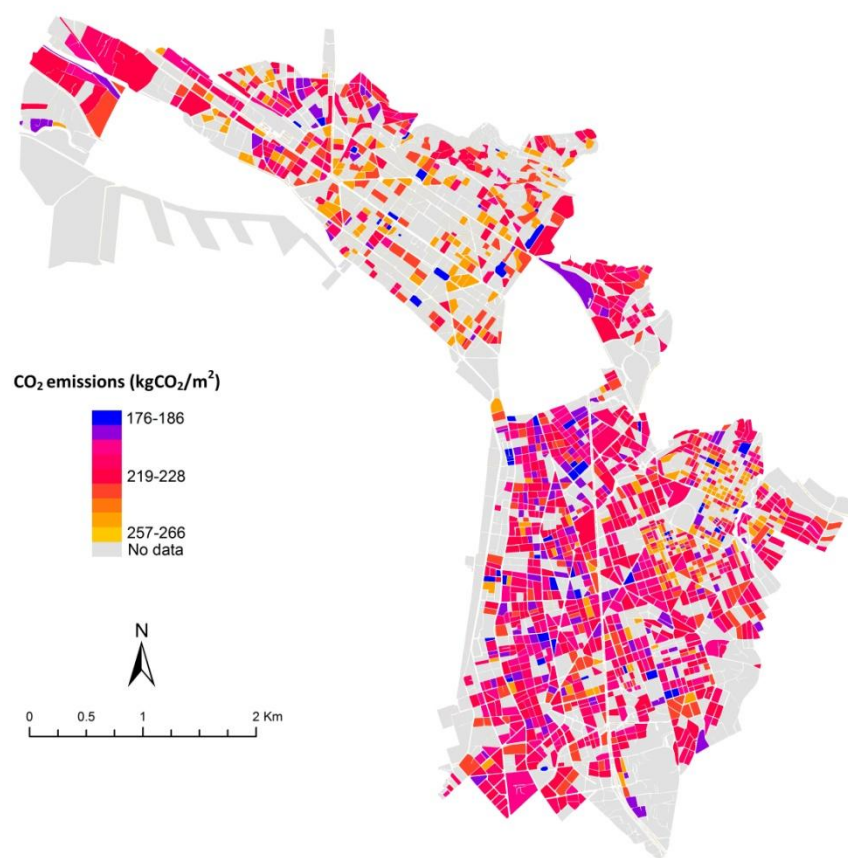 CO₂ emissions (kgCO₂/m²)
176-186
219-228
257-266
No data
N
0 0.5 1 2 Km